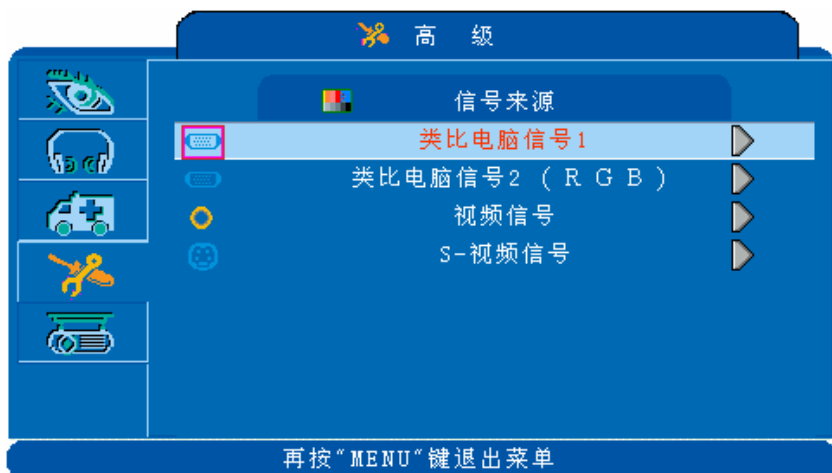 高 级
信号来源
类比电脑信号1
类比电脑信号2 ( R G B )
视频信号
S-视频信号
再按“MENU“键退出菜单